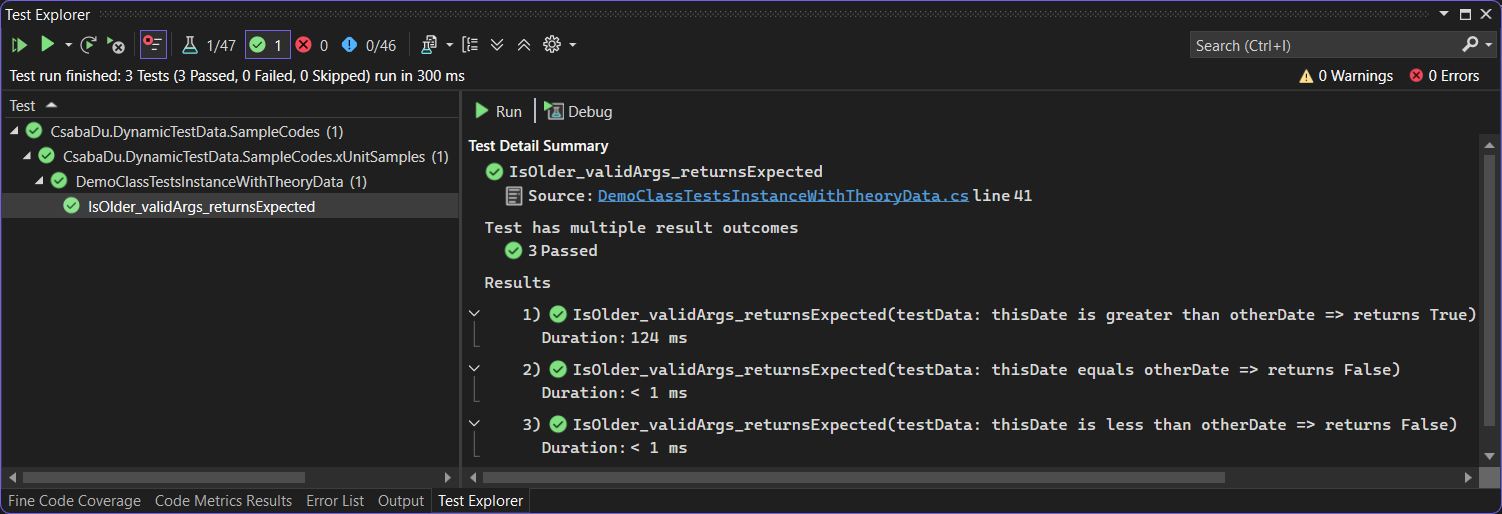 Test Explorer
1/47 1 0 0/46 Search (Ctrl+I)
Test run finished: 3 Tests (3 Passed, 0 Failed, 0 Skipped) run in 300 ms 0 Warnings 0 Errors
Test
CsabaDu.DynamicTestData.SampleCodes (1)
CsabaDu.DynamicTestData.SampleCodes.xUnitSamples (1)
DemoClassTestsInstanceWithTheoryData (1)
IsOlder_validArgs_returnsExpected
Run Debug
Test Detail Summary
IsOlder_validArgs_returnsExpected
Source: DemoClassTestsInstanceWithTheoryData.cs line 41
Test has multiple result outcomes
3 Passed
Results
1) IsOlder_validArgs_returnsExpected(testData: thisDate is greater than otherDate => returns True)
Duration: 124 ms
2) IsOlder_validArgs_returnsExpected(testData: thisDate equals otherDate => returns False)
Duration: < 1 ms
3) IsOlder_validArgs_returnsExpected(testData: thisDate is less than otherDate => returns False)
Duration: < 1 ms
Fine Code Coverage Code Metrics Results Error List Output Test Explorer